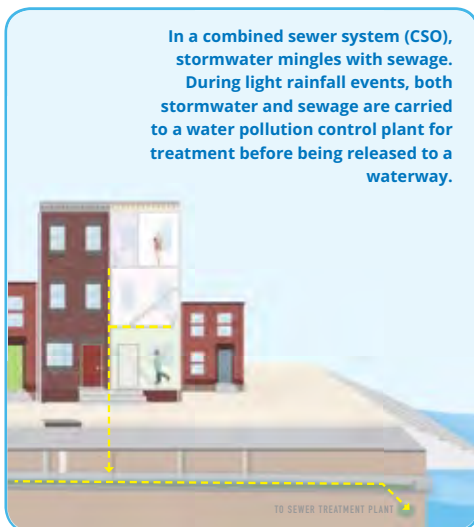 In a combined sewer system (CSO),
stormwater mingles with sewage.
During light rainfall events, both
stormwater and sewage are carried
to a water pollution control plant for
treatment before being released to a
waterway.
TO SEWER TREATMENT PLANT